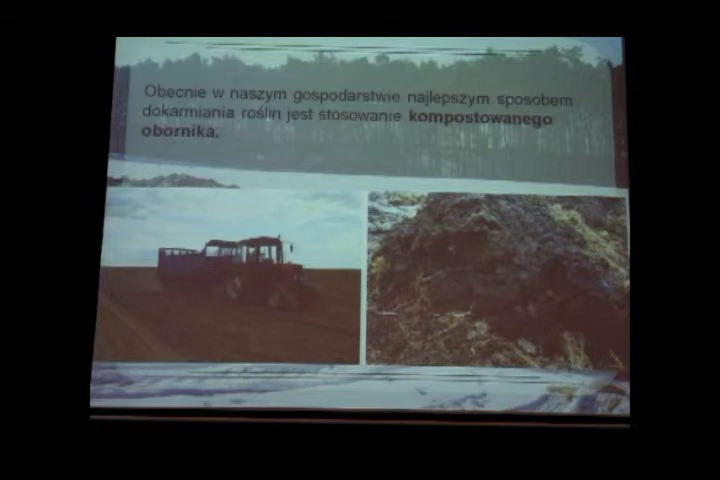 Obecnie w naszym gospodarstwie najlepszym sposobem
dokarmiania roślin jest stosowanie kompostowanego
obornika.